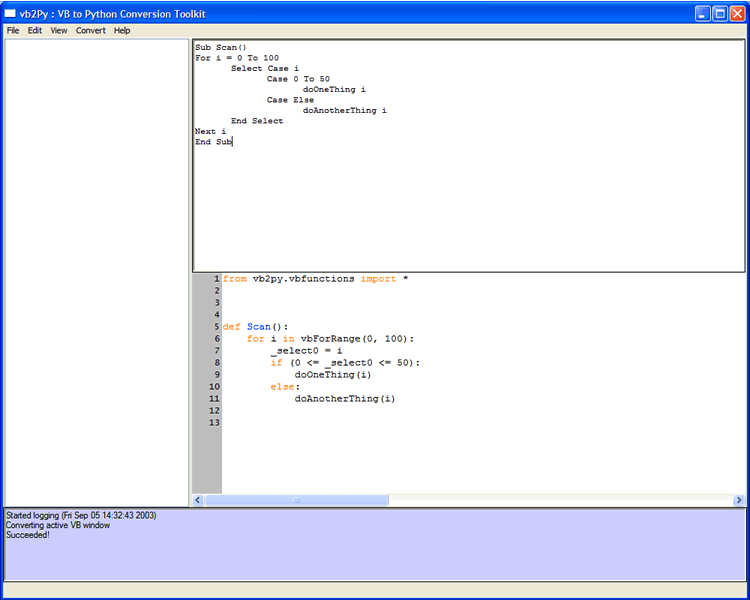 vb2Py : VB to Python Conversion Toolkit
File Edit View Convert Help
Sub Scan()
For i = 0 To 100
Select Case i
Case 0 To 50
doOneThing i
Case Else
doAnotherThing i
End Select
Next i
End Sub
1 from vb2py.vbfunctions import *
2
3
4
5 def Scan():
6 for i in vbForRange(0, 100):
7 _select0 = i
8 if (0 <= _select0 <= 50):
9 doOneThing(i)
10 else:
11 doAnotherThing(i)
12
13
Started logging (Fri Sep 05 14:32:43 2003)
Converting active VB window
Succeeded!